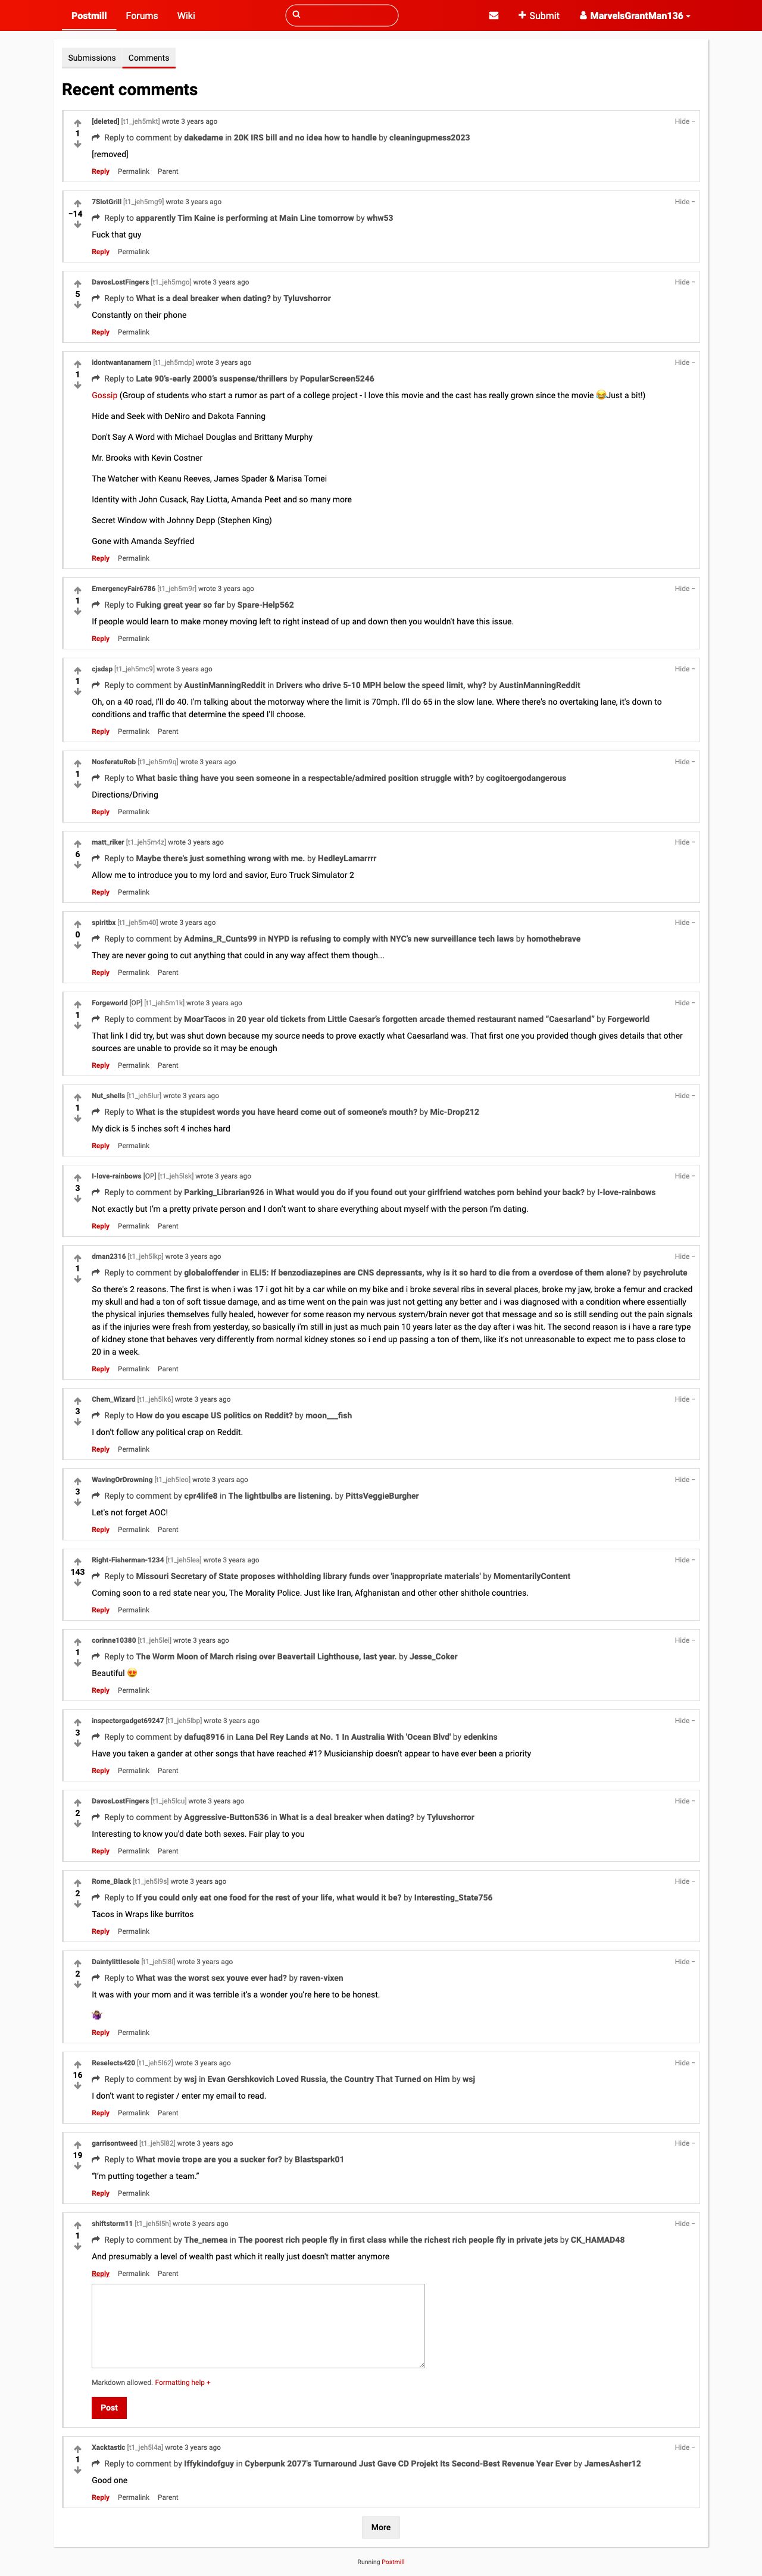 Postmill Forums Wiki Submit MarvelsGrantMan136
Submissions Comments
Recent comments
[deleted] [t1_jeh5mkt] wrote 3 years ago Hide −
1
Reply to comment by dakedame in 20K IRS bill and no idea how to handle by cleaningupmess2023
[removed]
Reply Permalink Parent
7SlotGrill [t1_jeh5mg9] wrote 3 years ago Hide −
−14
Reply to apparently Tim Kaine is performing at Main Line tomorrow by whw53
Fuck that guy
Reply Permalink
DavosLostFingers [t1_jeh5mgo] wrote 3 years ago Hide −
5
Reply to What is a deal breaker when dating? by Tyluvshorror
Constantly on their phone
Reply Permalink
idontwantanamern [t1_jeh5mdp] wrote 3 years ago Hide −
1
Reply to Late 90's-early 2000's suspense/thrillers by PopularScreen5246
Gossip (Group of students who start a rumor as part of a college project - I love this movie and the cast has really grown since the movie 😂Just a bit!)
Hide and Seek with DeNiro and Dakota Fanning
Don't Say A Word with Michael Douglas and Brittany Murphy
Mr. Brooks with Kevin Costner
The Watcher with Keanu Reeves, James Spader & Marisa Tomei
Identity with John Cusack, Ray Liotta, Amanda Peet and so many more
Secret Window with Johnny Depp (Stephen King)
Gone with Amanda Seyfried
Reply Permalink
EmergencyFair6786 [t1_jeh5m9r] wrote 3 years ago Hide −
1
Reply to Fuking great year so far by Spare-Help562
If people would learn to make money moving left to right instead of up and down then you wouldn't have this issue.
Reply Permalink
cjsdsp [t1_jeh5mc9] wrote 3 years ago Hide −
1
Reply to comment by AustinManningReddit in Drivers who drive 5-10 MPH below the speed limit, why? by AustinManningReddit
Oh, on a 40 road, I'll do 40. I'm talking about the motorway where the limit is 70mph. I'll do 65 in the slow lane. Where there's no overtaking lane, it's down to
conditions and traffic that determine the speed I'll choose.
Reply Permalink Parent
NosferatuRob [t1_jeh5m9q] wrote 3 years ago Hide −
1
Reply to What basic thing have you seen someone in a respectable/admired position struggle with? by cogitoergodangerous
Directions/Driving
Reply Permalink
matt_riker [t1_jeh5m4z] wrote 3 years ago Hide −
6
Reply to Maybe there's just something wrong with me. by HedleyLamarrrr
Allow me to introduce you to my lord and savior, Euro Truck Simulator 2
Reply Permalink
spiritbx [t1_jeh5m40] wrote 3 years ago Hide −
0
Reply to comment by Admins_R_Cunts99 in NYPD is refusing to comply with NYC's new surveillance tech laws by homothebrave
They are never going to cut anything that could in any way affect them though...
Reply Permalink Parent
Forgeworld [OP] [t1_jeh5m1k] wrote 3 years ago Hide −
1
Reply to comment by MoarTacos in 20 year old tickets from Little Caesar's forgotten arcade themed restaurant named “Caesarland” by Forgeworld
That link I did try, but was shut down because my source needs to prove exactly what Caesarland was. That first one you provided though gives details that other
sources are unable to provide so it may be enough
Reply Permalink Parent
Nut_shells [t1_jeh5lur] wrote 3 years ago Hide −
1
Reply to What is the stupidest words you have heard come out of someone's mouth? by Mic-Drop212
My dick is 5 inches soft 4 inches hard
Reply Permalink
I-love-rainbows [OP] [t1_jeh5lsk] wrote 3 years ago Hide −
3
Reply to comment by Parking_Librarian926 in What would you do if you found out your girlfriend watches porn behind your back? by I-love-rainbows
Not exactly but I'm a pretty private person and I don't want to share everything about myself with the person I'm dating.
Reply Permalink Parent
dman2316 [t1_jeh5lkp] wrote 3 years ago Hide −
1
Reply to comment by globaloffender in ELI5: If benzodiazepines are CNS depressants, why is it so hard to die from a overdose of them alone? by psychrolute
So there's 2 reasons. The first is when i was 17 i got hit by a car while on my bike and i broke several ribs in several places, broke my jaw, broke a femur and cracked
my skull and had a ton of soft tissue damage, and as time went on the pain was just not getting any better and i was diagnosed with a condition where essentially
the physical injuries themselves fully healed, however for some reason my nervous system/brain never got that message and so is still sending out the pain signals
as if the injuries were fresh from yesterday, so basically i'm still in just as much pain 10 years later as the day after i was hit. The second reason is i have a rare type
of kidney stone that behaves very differently from normal kidney stones so i end up passing a ton of them, like it's not unreasonable to expect me to pass close to
20 in a week.
Reply Permalink Parent
Chem_Wizard [t1_jeh5lk6] wrote 3 years ago Hide −
3
Reply to How do you escape US politics on Reddit? by moon___fish
I don't follow any political crap on Reddit.
Reply Permalink
WavingOrDrowning [t1_jeh5leo] wrote 3 years ago Hide −
3
Reply to comment by cpr4life8 in The lightbulbs are listening. by PittsVeggieBurgher
Let's not forget AOC!
Reply Permalink Parent
Right-Fisherman-1234 [t1_jeh5lea] wrote 3 years ago Hide −
143
Reply to Missouri Secretary of State proposes withholding library funds over 'inappropriate materials' by MomentarilyContent
Coming soon to a red state near you, The Morality Police. Just like Iran, Afghanistan and other other shithole countries.
Reply Permalink
corinne10380 [t1_jeh5lei] wrote 3 years ago Hide −
1
Reply to The Worm Moon of March rising over Beavertail Lighthouse, last year. by Jesse_Coker
Beautiful 😍
Reply Permalink
inspectorgadget69247 [t1_jeh5lbp] wrote 3 years ago Hide −
3
Reply to comment by dafuq8916 in Lana Del Rey Lands at No. 1 In Australia With 'Ocean Blvd' by edenkins
Have you taken a gander at other songs that have reached #1? Musicianship doesn't appear to have ever been a priority
Reply Permalink Parent
DavosLostFingers [t1_jeh5lcu] wrote 3 years ago Hide −
2
Reply to comment by Aggressive-Button536 in What is a deal breaker when dating? by Tyluvshorror
Interesting to know you'd date both sexes. Fair play to you
Reply Permalink Parent
Rome_Black [t1_jeh5l9s] wrote 3 years ago Hide −
2
Reply to If you could only eat one food for the rest of your life, what would it be? by Interesting_State756
Tacos in Wraps like burritos
Reply Permalink
Daintylittlesole [t1_jeh5l8l] wrote 3 years ago Hide −
2
Reply to What was the worst sex youve ever had? by raven-vixen
It was with your mom and it was terrible it's a wonder you're here to be honest.
Reply Permalink
Reselects420 [t1_jeh5l62] wrote 3 years ago Hide −
16
Reply to comment by wsj in Evan Gershkovich Loved Russia, the Country That Turned on Him by wsj
I don't want to register / enter my email to read.
Reply Permalink Parent
garrisontweed [t1_jeh5l82] wrote 3 years ago Hide −
19
Reply to What movie trope are you a sucker for? by Blastspark01
“I'm putting together a team.”
Reply Permalink
shiftstorm11 [t1_jeh5l5h] wrote 3 years ago Hide −
1
Reply to comment by The_nemea in The poorest rich people fly in first class while the richest rich people fly in private jets by CK_HAMAD48
And presumably a level of wealth past which it really just doesn't matter anymore
Reply Permalink Parent
Markdown allowed. Formatting help +
Post
Xacktastic [t1_jeh5l4a] wrote 3 years ago Hide −
1
Reply to comment by Iffykindofguy in Cyberpunk 2077's Turnaround Just Gave CD Projekt Its Second-Best Revenue Year Ever by JamesAsher12
Good one
Reply Permalink Parent
More
Running Postmill